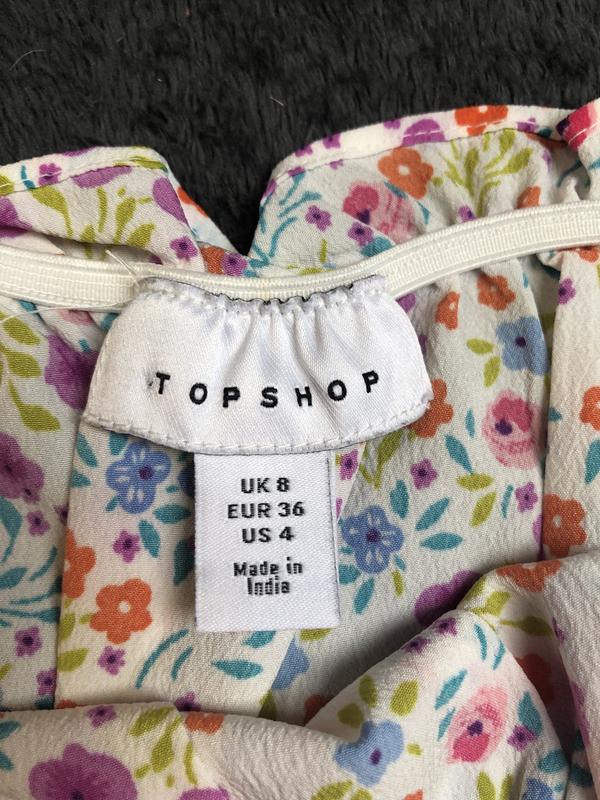 TOPSHOP
UK 8
EUR 36
US 4
Made in
India